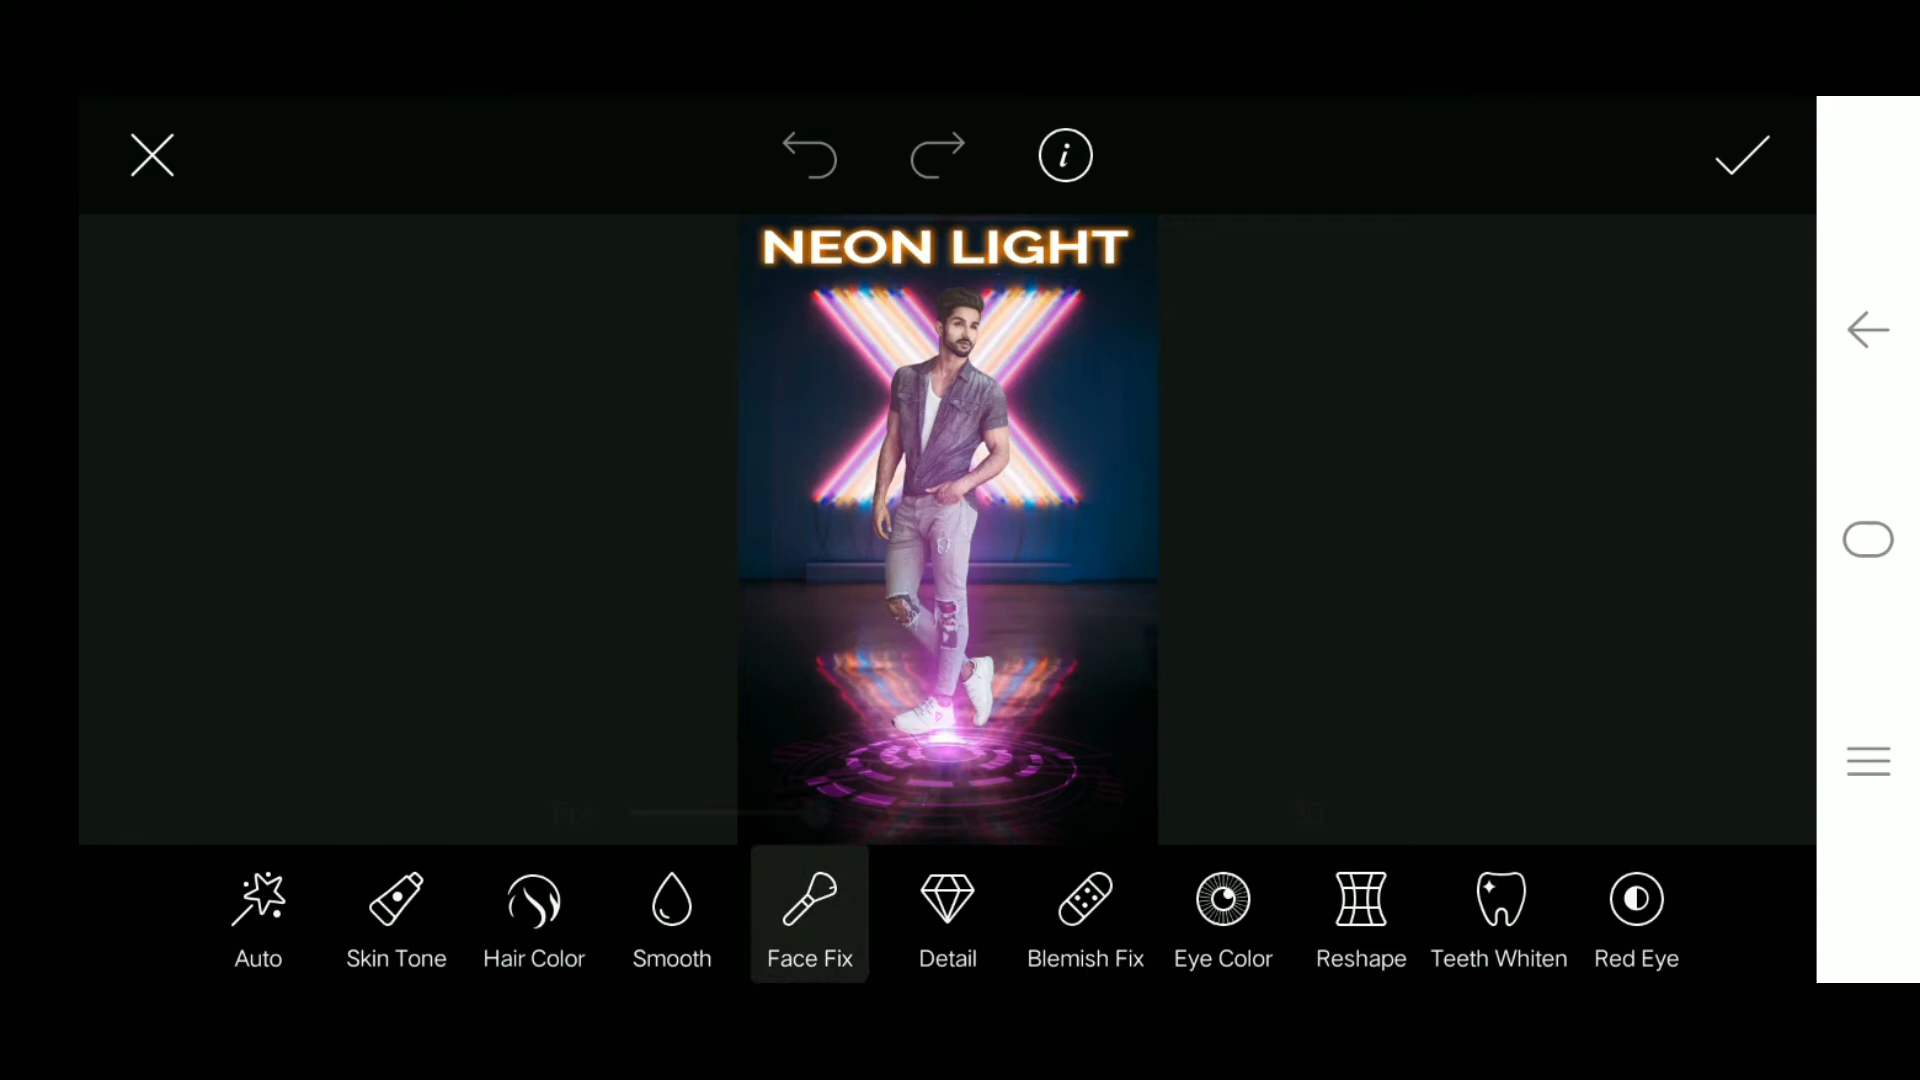 NEON LIGHT
Auto
Skin Tone
Hair Color
Smooth
Face Fix
Detail
Blemish Fix
Eye Color
Reshape
Teeth Whiten
Red Eye